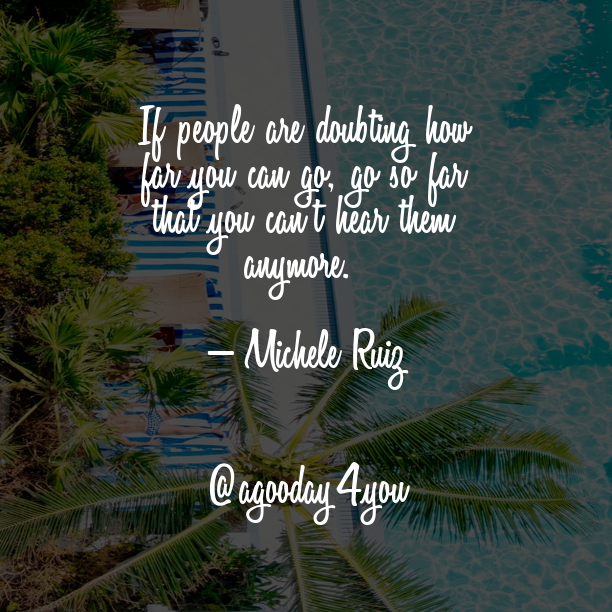 If people are doubting how
far you can go, go so far
that you can't hear them
anymore.
– Michele Ruiz
@agooday4you